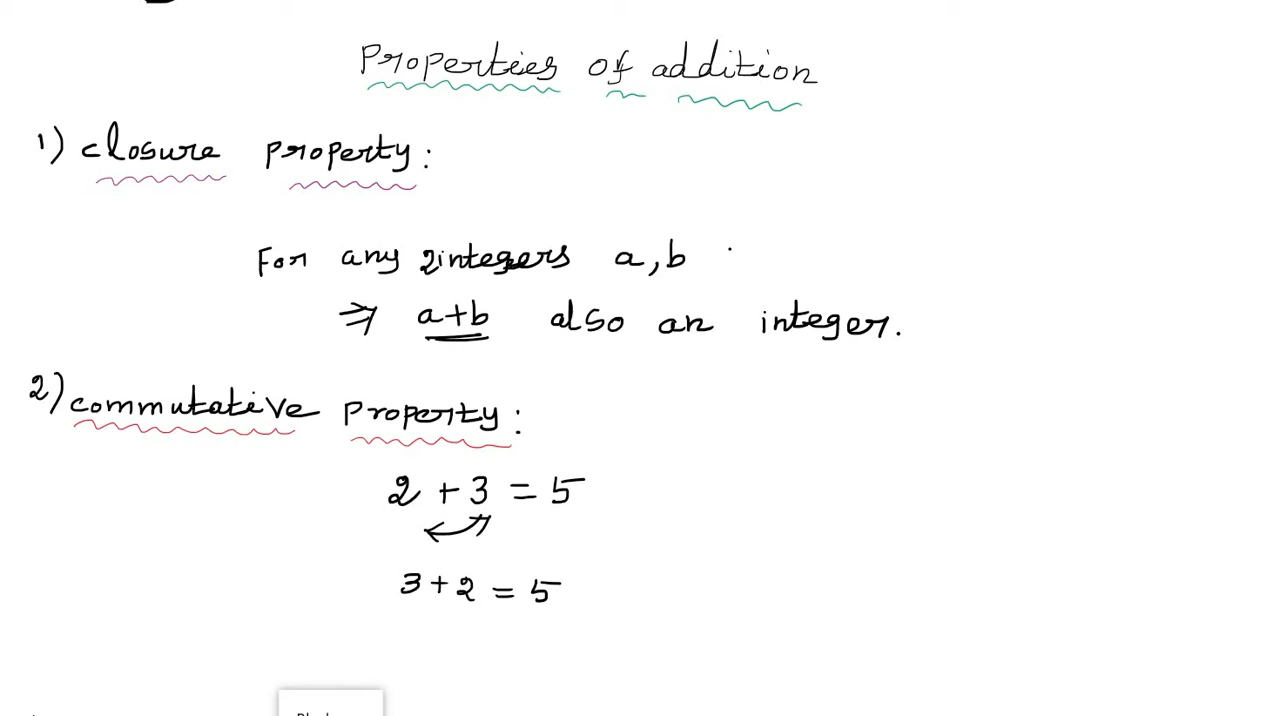 Properties of addition
1) closure property:
For any 2integers a,b
⇒ a+b also an integer.
2) commutative property:
2 + 3 = 5
3+2 = 5